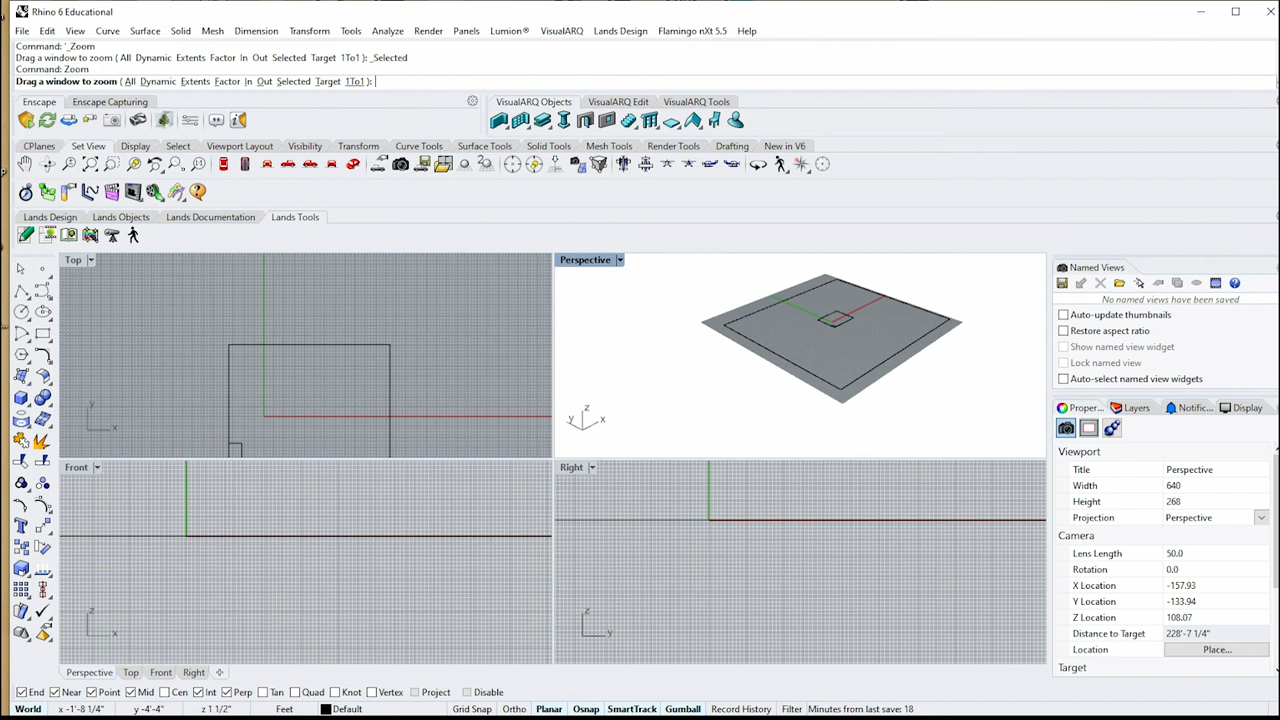 Rhino 6 Educational
File Edit View Curve Surface Solid Mesh Dimension Transform Tools Analyze Render Panels Lumion® VisualARQ Lands Design Flamingo nXt 5.5 Help
Command: '_Zoom
Drag a window to zoom ( All Dynamic Extents Factor In Out Selected Target 1To1 ): _Selected
Command: Zoom
Drag a window to zoom ( All Dynamic Extents Factor In Out Selected Target 1To1 ):
Enscape Enscape Capturing VisualARQ Objects VisualARQ Edit VisualARQ Tools
CPlanes Set View Display Select Viewport Layout Visibility Transform Curve Tools Surface Tools Solid Tools Mesh Tools Render Tools Drafting New in V6
Lands Design Lands Objects Lands Documentation Lands Tools
Top Perspective
Named Views
No named views have been saved
Auto-update thumbnails
Restore aspect ratio
Show named view widget
Lock named view
Auto-select named view widgets
y x
y z x
Proper... Layers Notific... Display
Viewport
Title Perspective
Width 640
Height 268
Projection Perspective
Camera
Lens Length 50.0
Rotation 0.0
X Location -157.93
Y Location -133.94
Z Location 108.07
Distance to Target 228'-7 1/4"
Location Place...
Target
Front Right
z x
z y
Perspective Top Front Right
End Near Point Mid Cen Int Perp Tan Quad Knot Vertex Project Disable
World x -1'-8 1/4" y -4'-4" z 1 1/2" Feet Default Grid Snap Ortho Planar Osnap SmartTrack Gumball Record History Filter Minutes from last save: 18